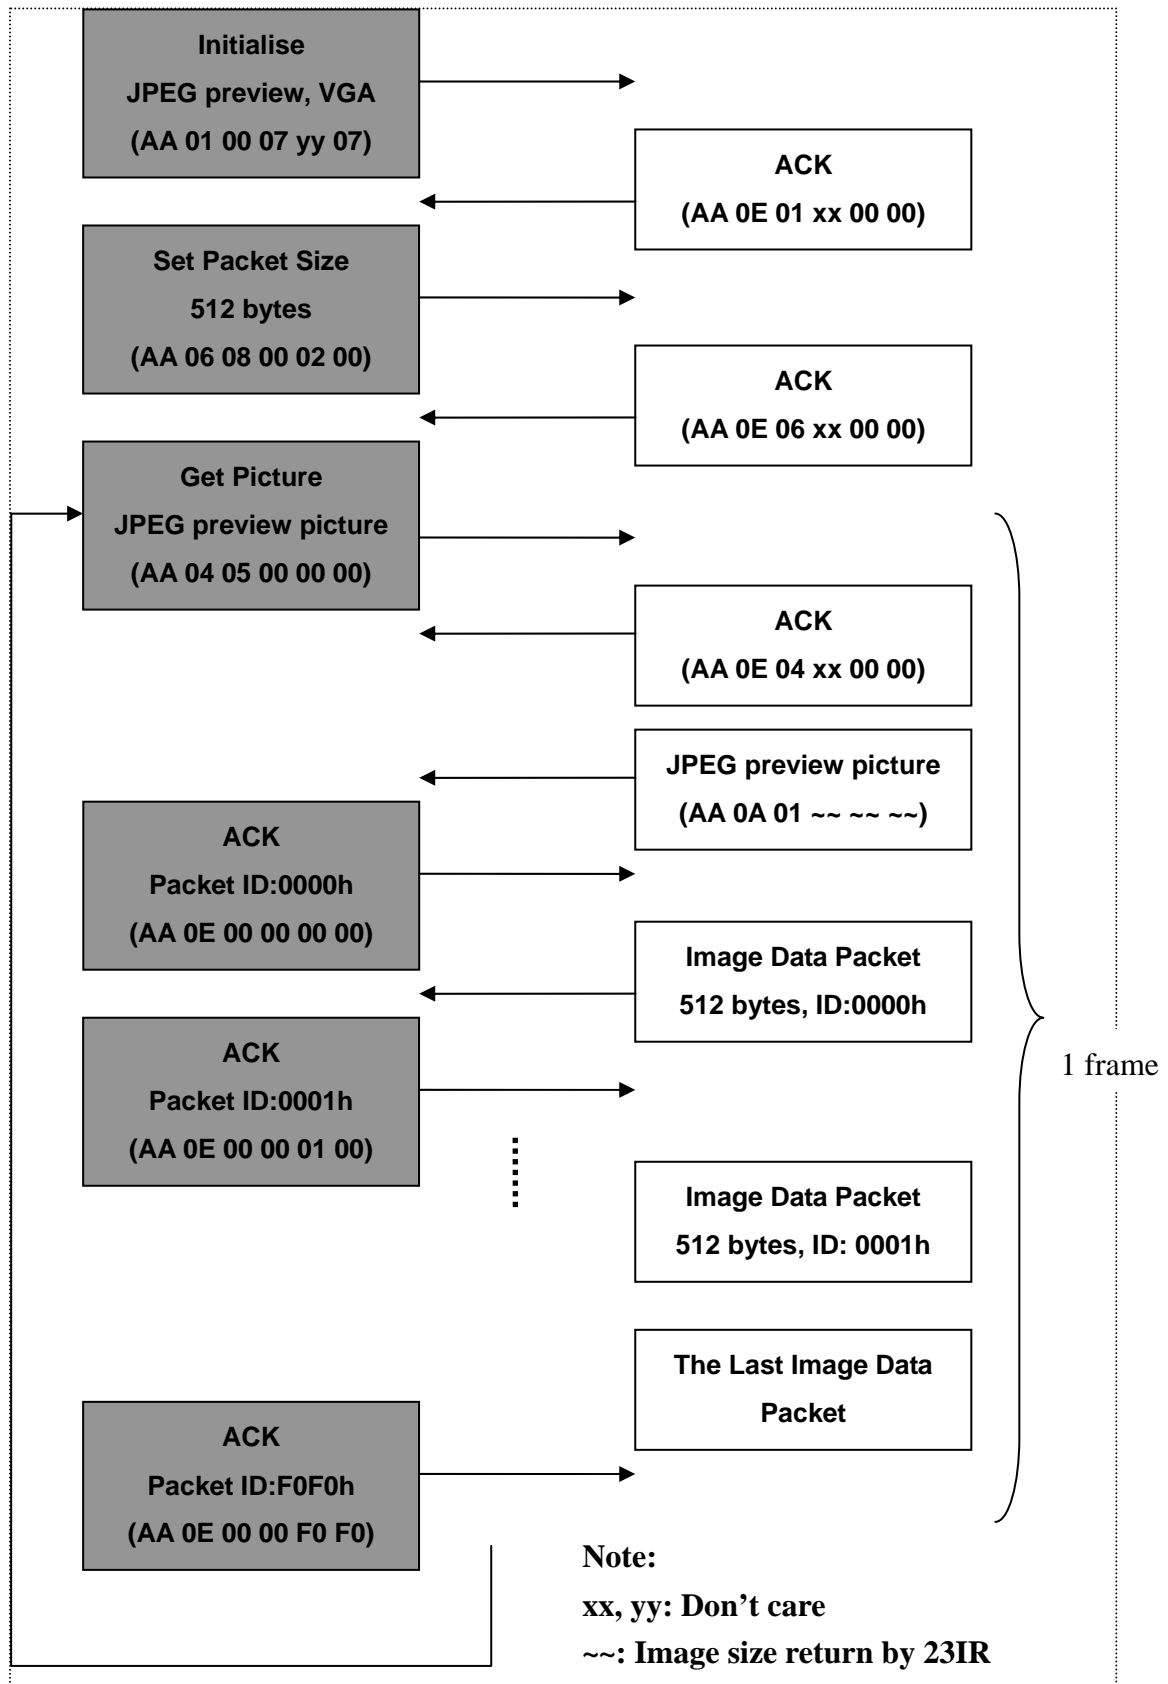 Initialise
JPEG preview, VGA
(AA 01 00 07 yy 07)
ACK
(AA 0E 01 xx 00 00)
Set Packet Size
512 bytes
(AA 06 08 00 02 00)
ACK
(AA 0E 06 xx 00 00)
Get Picture
JPEG preview picture
(AA 04 05 00 00 00)
ACK
(AA 0E 04 xx 00 00)
JPEG preview picture
(AA 0A 01 ~~ ~~ ~~)
ACK
Packet ID:0000h
(AA 0E 00 00 00 00)
Image Data Packet
512 bytes, ID:0000h
ACK
Packet ID:0001h
(AA 0E 00 00 01 00)
1 frame
Image Data Packet
512 bytes, ID: 0001h
The Last Image Data
Packet
ACK
Packet ID:F0F0h
(AA 0E 00 00 F0 F0)
Note:
xx, yy: Don’t care
~~: Image size return by 23IR